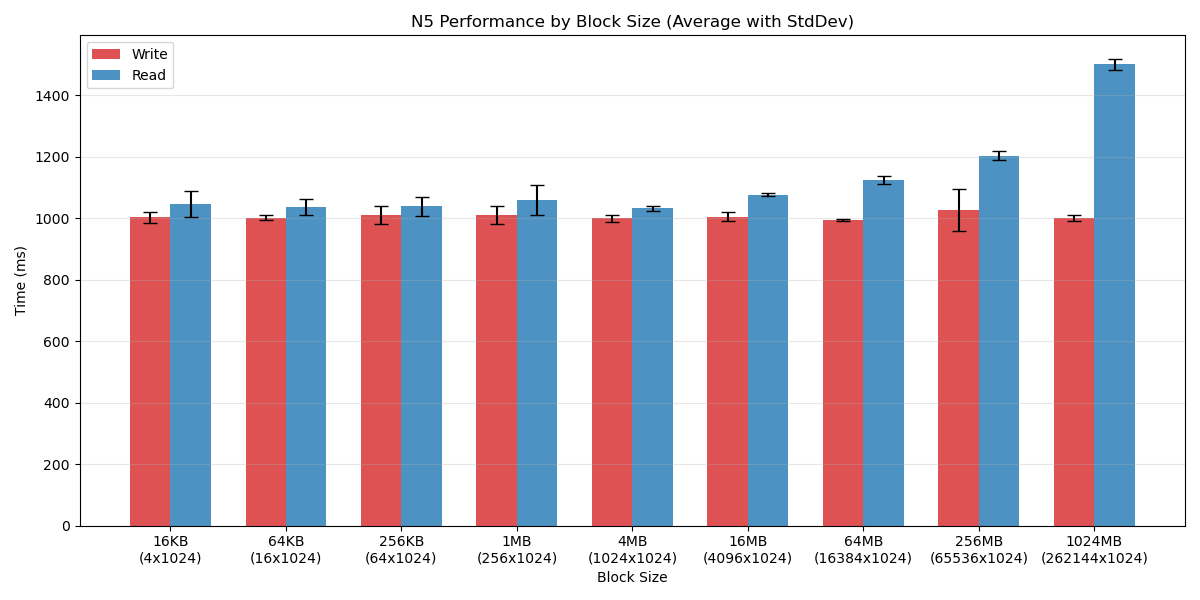 N5 Performance by Block Size (Average with StdDev)
Write
Read
Time (ms)
1400
1200
1000
800
600
400
200
0
16KB
(4x1024)
64KB
(16x1024)
256KB
(64x1024)
1MB
(256x1024)
4MB
(1024x1024)
16MB
(4096x1024)
64MB
(16384x1024)
256MB
(65536x1024)
1024MB
(262144x1024)
Block Size